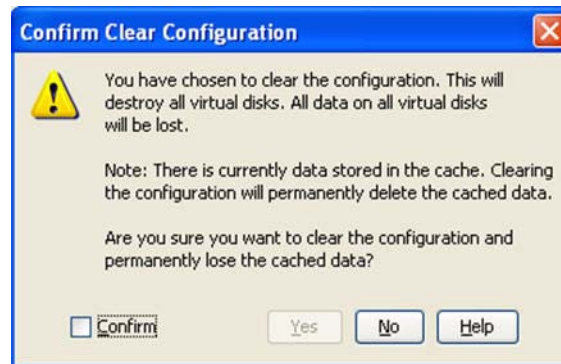 Confirm Clear Configuration
You have chosen to clear the configuration. This will
destroy all virtual disks. All data on all virtual disks
will be lost.
Note: There is currently data stored in the cache. Clearing
the configuration will permanently delete the cached data.
Are you sure you want to clear the configuration and
permanently lose the cached data?
Confirm Yes No Help